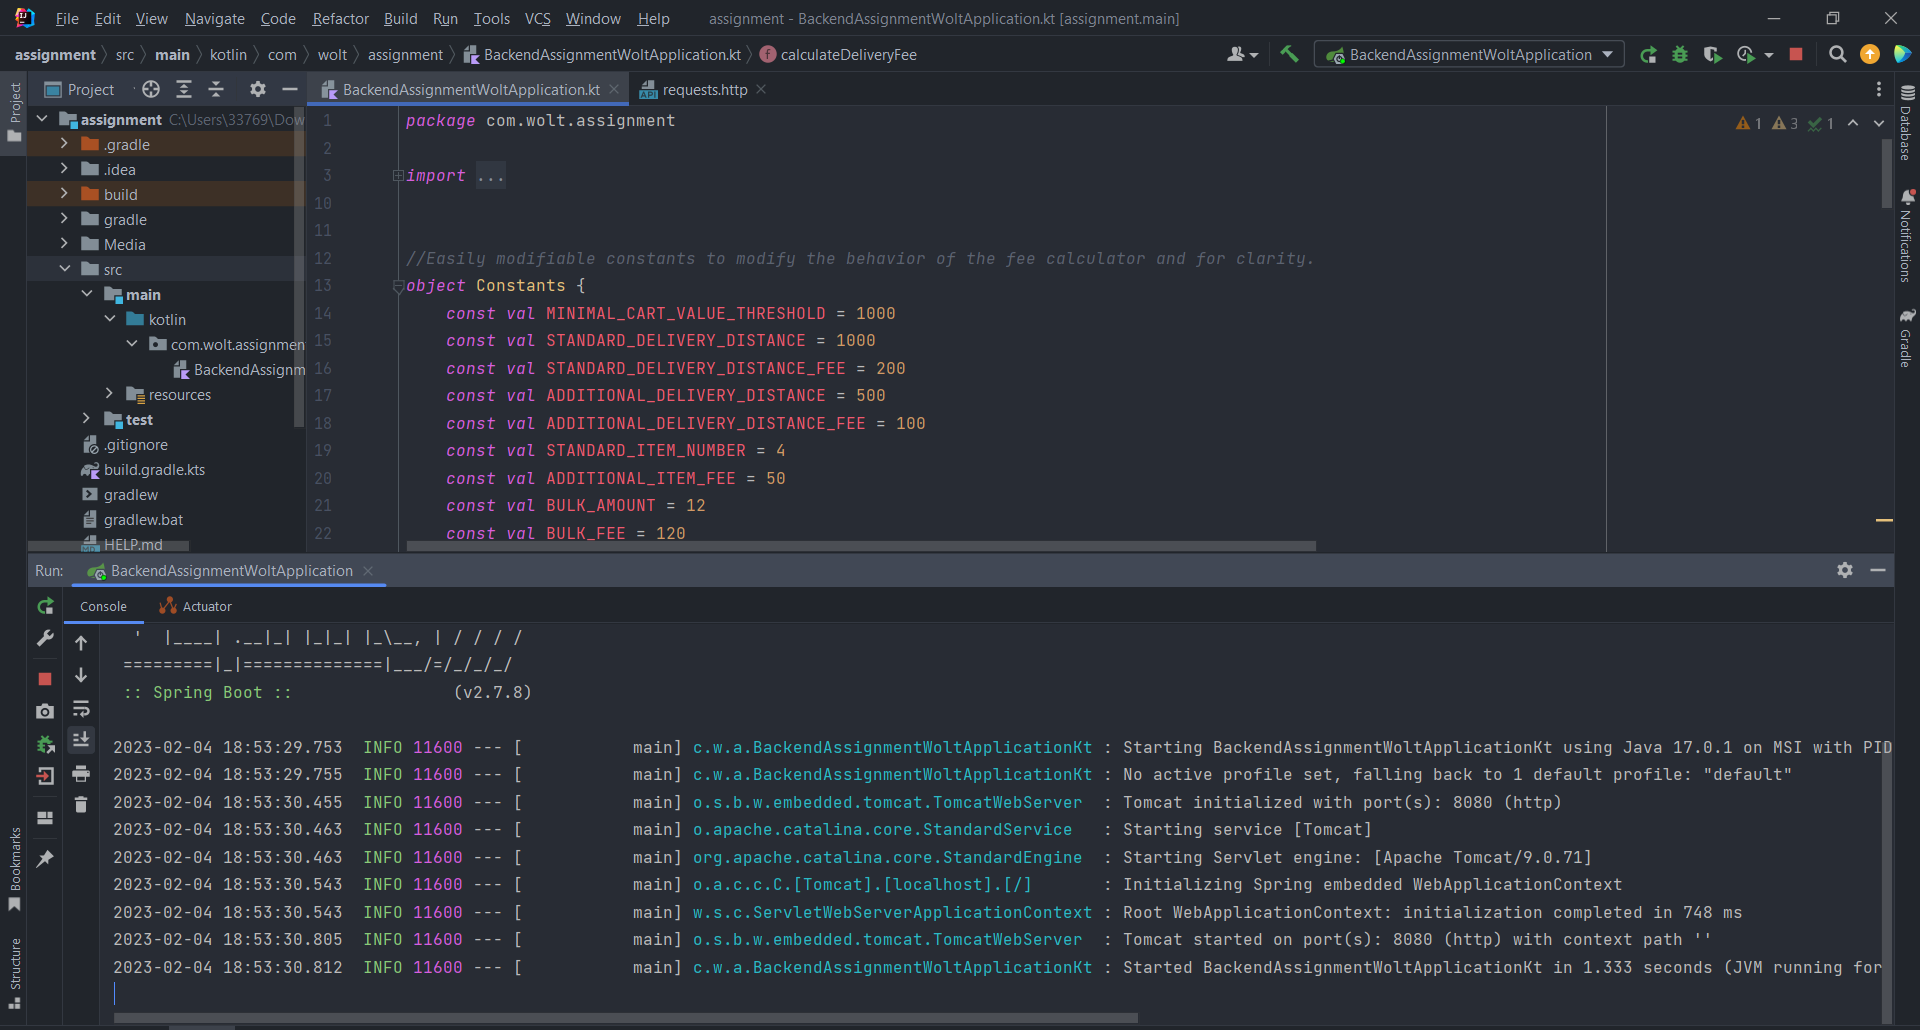 File Edit View Navigate Code Refactor Build Run Tools VCS Window Help assignment - BackendAssignmentWoltApplication.kt [assignment.main]
assignment src main kotlin com wolt assignment BackendAssignmentWoltApplication.kt calculateDeliveryFee BackendAssignmentWoltApplication
Project
Project
BackendAssignmentWoltApplication.kt requests.http
assignment C:\Users\33769\Dow
.gradle
.idea
build
gradle
Media
src
main
kotlin
com.wolt.assignmen
BackendAssignm
resources
test
.gitignore
build.gradle.kts
gradlew
gradlew.bat
HELP.md
1 package com.wolt.assignment
2
3 import ...
10
11
12 //Easily modifiable constants to modify the behavior of the fee calculator and for clarity.
13 object Constants {
14 const val MINIMAL_CART_VALUE_THRESHOLD = 1000
15 const val STANDARD_DELIVERY_DISTANCE = 1000
16 const val STANDARD_DELIVERY_DISTANCE_FEE = 200
17 const val ADDITIONAL_DELIVERY_DISTANCE = 500
18 const val ADDITIONAL_DELIVERY_DISTANCE_FEE = 100
19 const val STANDARD_ITEM_NUMBER = 4
20 const val ADDITIONAL_ITEM_FEE = 50
21 const val BULK_AMOUNT = 12
22 const val BULK_FEE = 120
1 3 1
Database
Notifications
Gradle
Run: BackendAssignmentWoltApplication
Console Actuator
' |____| .__|_| |_|_| |_\__, | / / / /
=========|_|==============|___/=/_/_/_/
:: Spring Boot :: (v2.7.8)
2023-02-04 18:53:29.753 INFO 11600 --- [ main] c.w.a.BackendAssignmentWoltApplicationKt : Starting BackendAssignmentWoltApplicationKt using Java 17.0.1 on MSI with PID
2023-02-04 18:53:29.755 INFO 11600 --- [ main] c.w.a.BackendAssignmentWoltApplicationKt : No active profile set, falling back to 1 default profile: "default"
2023-02-04 18:53:30.455 INFO 11600 --- [ main] o.s.b.w.embedded.tomcat.TomcatWebServer : Tomcat initialized with port(s): 8080 (http)
2023-02-04 18:53:30.463 INFO 11600 --- [ main] o.apache.catalina.core.StandardService : Starting service [Tomcat]
2023-02-04 18:53:30.463 INFO 11600 --- [ main] org.apache.catalina.core.StandardEngine : Starting Servlet engine: [Apache Tomcat/9.0.71]
2023-02-04 18:53:30.543 INFO 11600 --- [ main] o.a.c.c.C.[Tomcat].[localhost].[/] : Initializing Spring embedded WebApplicationContext
2023-02-04 18:53:30.543 INFO 11600 --- [ main] w.s.c.ServletWebServerApplicationContext : Root WebApplicationContext: initialization completed in 748 ms
2023-02-04 18:53:30.805 INFO 11600 --- [ main] o.s.b.w.embedded.tomcat.TomcatWebServer : Tomcat started on port(s): 8080 (http) with context path ''
2023-02-04 18:53:30.812 INFO 11600 --- [ main] c.w.a.BackendAssignmentWoltApplicationKt : Started BackendAssignmentWoltApplicationKt in 1.333 seconds (JVM running for
Bookmarks
Structure